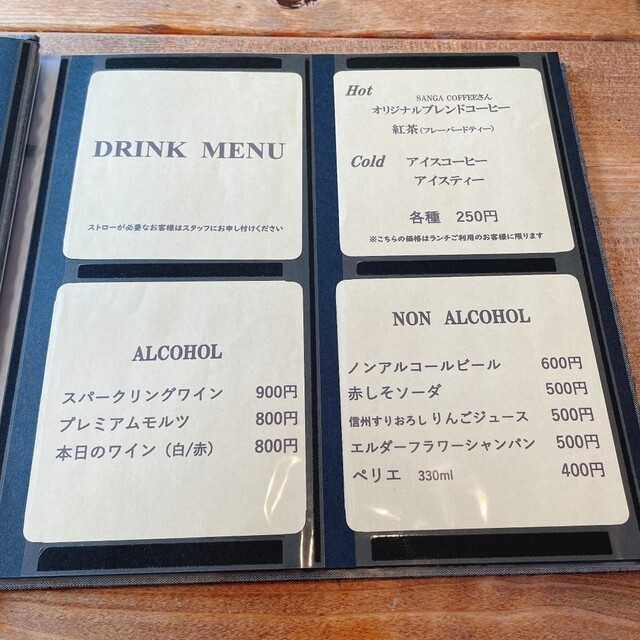 DRINK MENU
ストローが必要なお客様はスタッフにお申し付けください
Hot
SANGA COFFEEさん
オリジナルブレンドコーヒー
紅茶(フレーバードティー)
Cold アイスコーヒー
アイスティー
各種 250円
※こちらの価格はランチご利用のお客様に限ります
ALCOHOL
スパークリングワイン 900円
プレミアムモルツ 800円
本日のワイン（白/赤） 800円
NON ALCOHOL
ノンアルコールビール 600円
赤しそソーダ 500円
信州すりおろし りんごジュース 500円
エルダーフラワーシャンパン 500円
ペリエ 330ml 400円